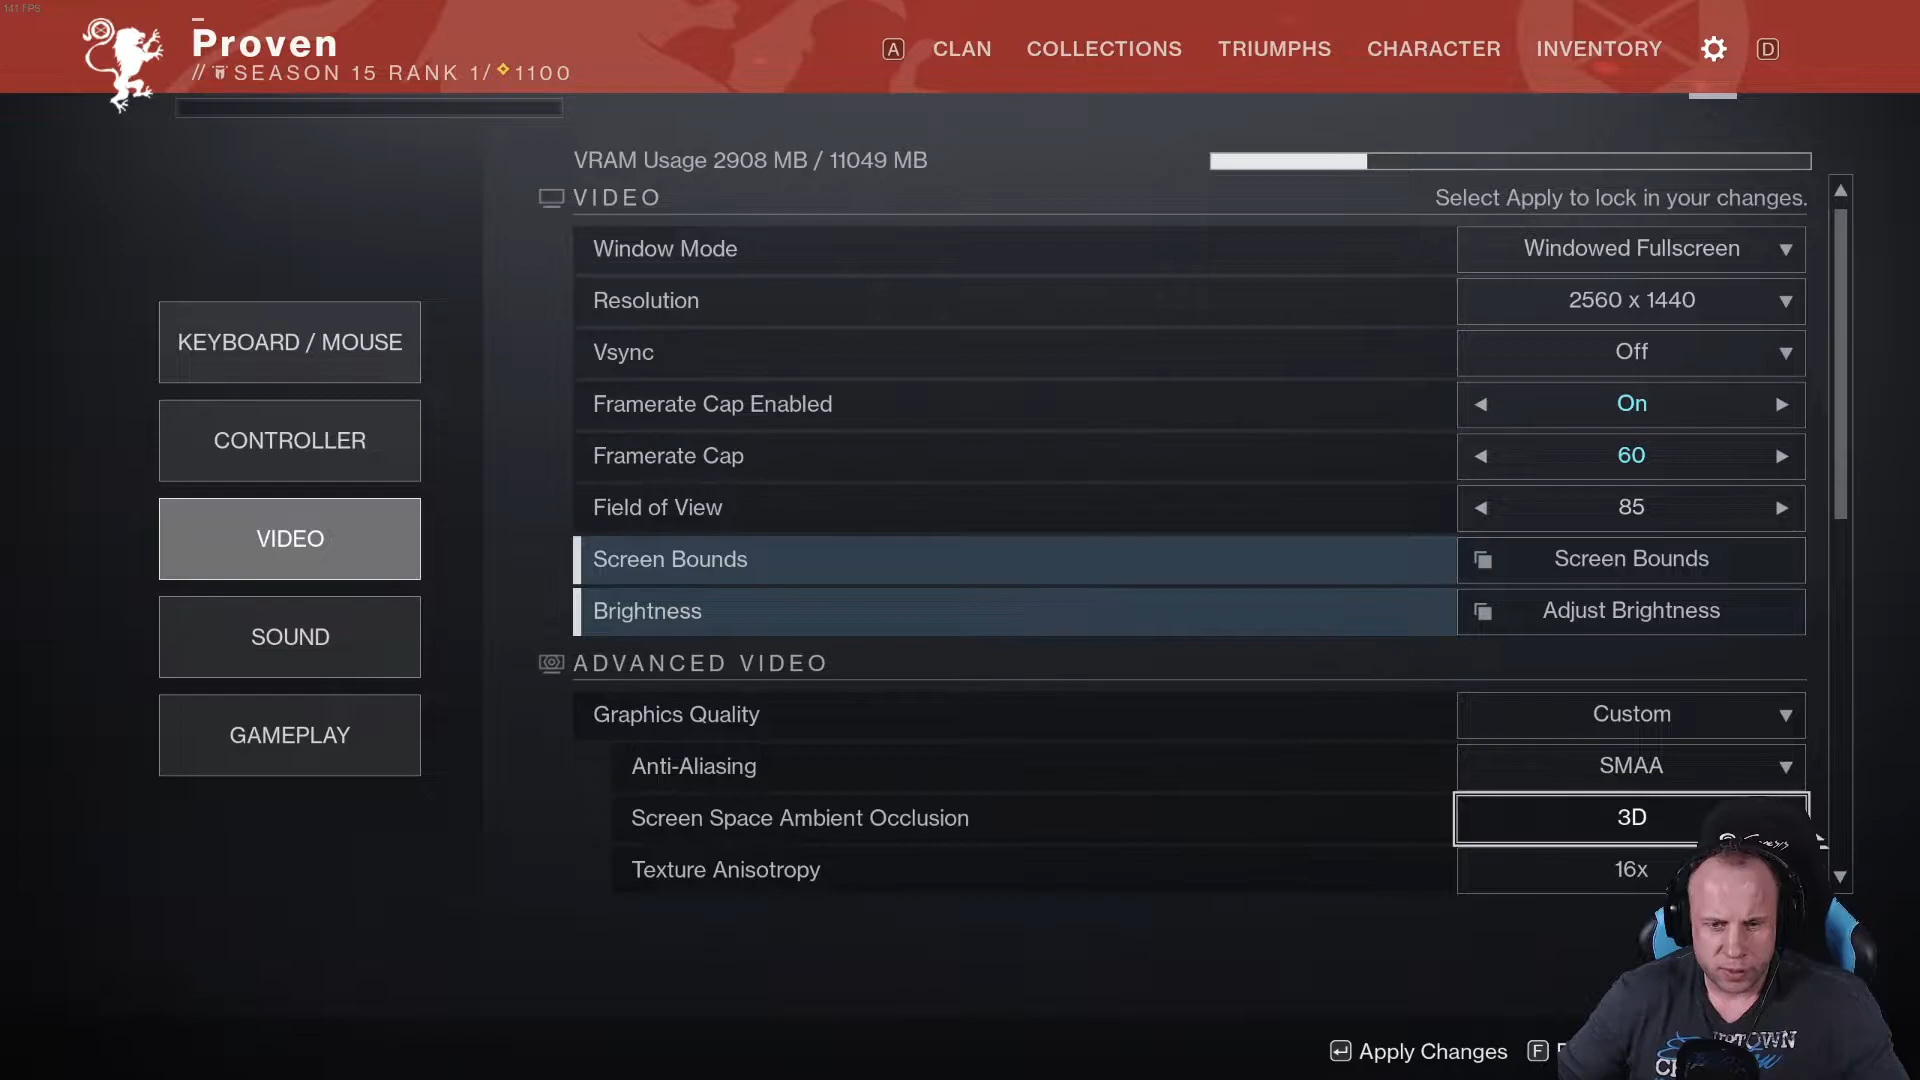 141 FPS
Proven
// SEASON 15 RANK 1/ 1100
A CLAN COLLECTIONS TRIUMPHS CHARACTER INVENTORY D
VRAM Usage 2908 MB / 11049 MB
VIDEO
Select Apply to lock in your changes.
Window Mode Windowed Fullscreen
Resolution 2560 x 1440
Vsync Off
Framerate Cap Enabled On
Framerate Cap 60
Field of View 85
Screen Bounds Screen Bounds
Brightness Adjust Brightness
KEYBOARD / MOUSE
CONTROLLER
VIDEO
SOUND
GAMEPLAY
ADVANCED VIDEO
Graphics Quality Custom
Anti-Aliasing SMAA
Screen Space Ambient Occlusion 3D
Texture Anisotropy 16x
Apply Changes F